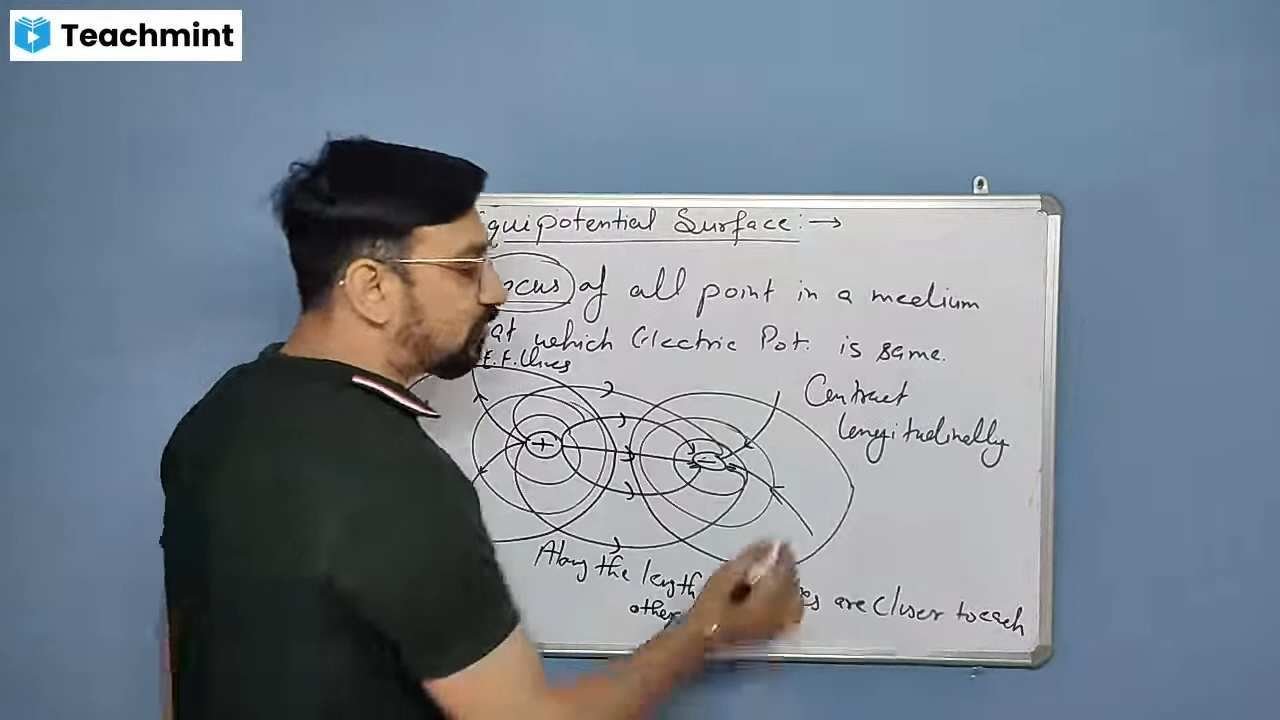 Teachmint
quipotential Surface:→
ocus of all point in a medium
at which Electric Pot. is same.
E.F. lines
Contract
longitudinally
+
-
Along the length
are closer to each
other